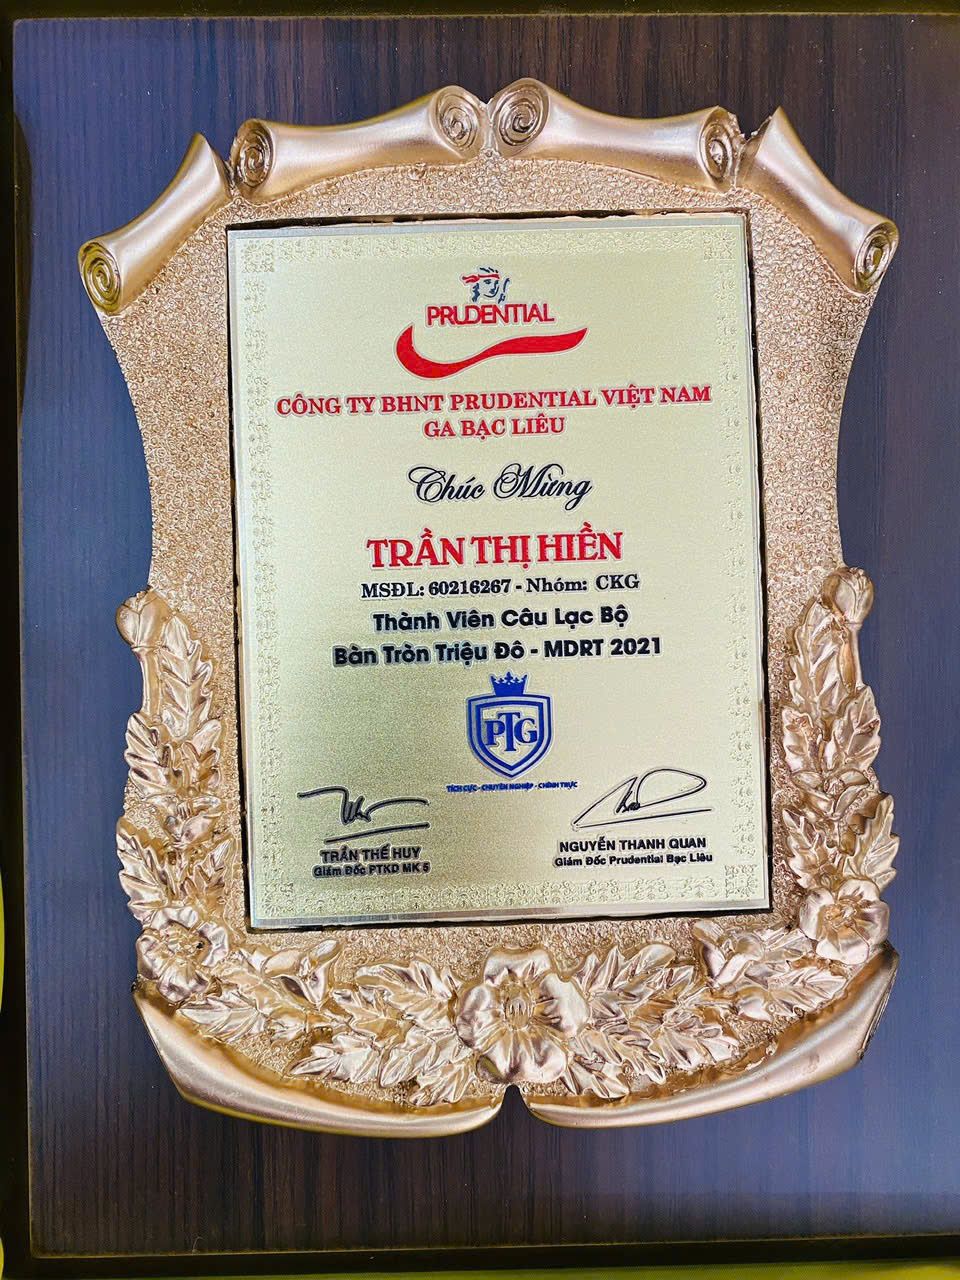 PRUDENTIAL
CÔNG TY BHNT PRUDENTIAL VIỆT NAM
GA BẠC LIÊU
Chúc Mừng
TRẦN THỊ HIỀN
MSĐL: 60216267 - Nhóm: CKG
Thành Viên Câu Lạc Bộ
Bàn Tròn Triệu Đô - MDRT 2021
PTG
TÍCH CỰC - CHUYÊN NGHIỆP - CHÍNH TRỰC
TRẦN THẾ HUY
Giám Đốc PTKD MK 5
NGUYỄN THANH QUAN
Giám Đốc Prudential Bạc Liêu